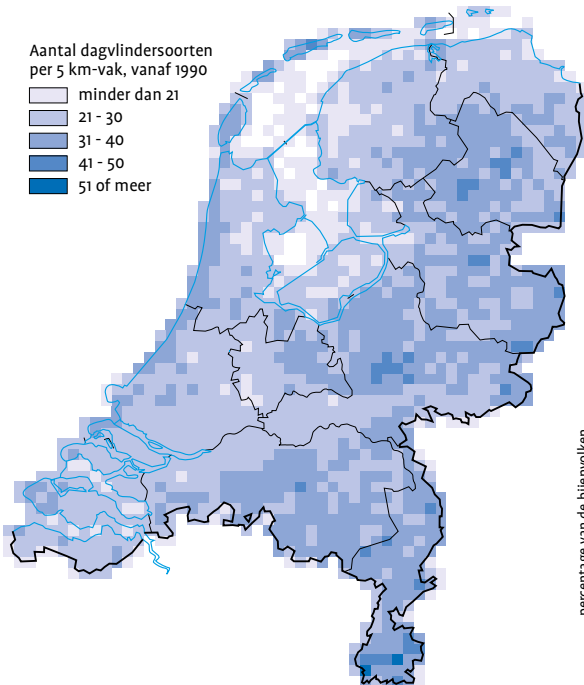 Aantal dagvlindersoorten
per 5 km-vak, vanaf 1990
minder dan 21
21 - 30
31 - 40
41 - 50
51 of meer
percentage van de bijenvolken